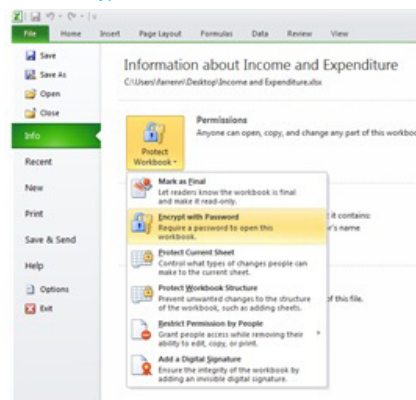 File Home Insert Page Layout Formulas Data Review View
Save
Save As
Open
Close
Info
Recent
New
Print
Save & Send
Help
Options
Exit
Information about Income and Expenditure
C:\Users\farrenn\Desktop\Income and Expenditure.xlsx
Protect
Workbook
Permissions
Anyone can open, copy, and change any part of this workboo
Mark as Final
Let readers know the workbook is final
and make it read-only.
Encrypt with Password
Require a password to open this
workbook.
Protect Current Sheet
Control what types of changes people can
make to the current sheet.
Protect Workbook Structure
Prevent unwanted changes to the structure
of the workbook, such as adding sheets.
Restrict Permission by People
Grant people access while removing their
ability to edit, copy, or print.
Add a Digital Signature
Ensure the integrity of the workbook by
adding an invisible digital signature.
it contains:
r's name
of this file.